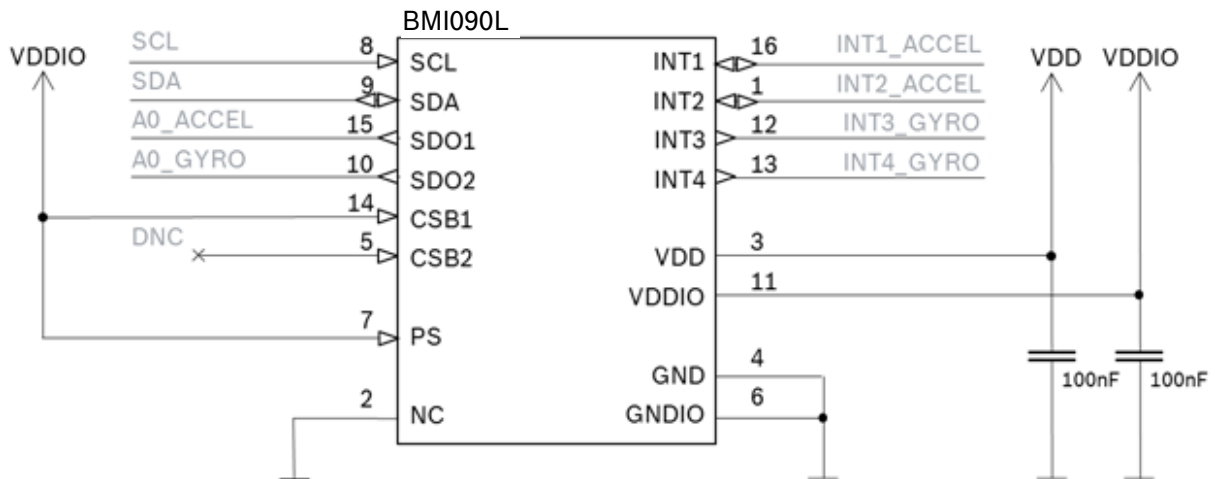 BMI090L
VDDIO
SCL
8
SCL
SDA
9
SDA
A0_ACCEL
15
SDO1
A0_GYRO
10
SDO2
14
CSB1
DNC
5
CSB2
7
PS
2
NC
INT1
16
INT1_ACCEL
INT2
1
INT2_ACCEL
INT3
12
INT3_GYRO
INT4
13
INT4_GYRO
VDD
3
VDDIO
11
GND
4
GNDIO
6
VDD
VDDIO
100nF
100nF